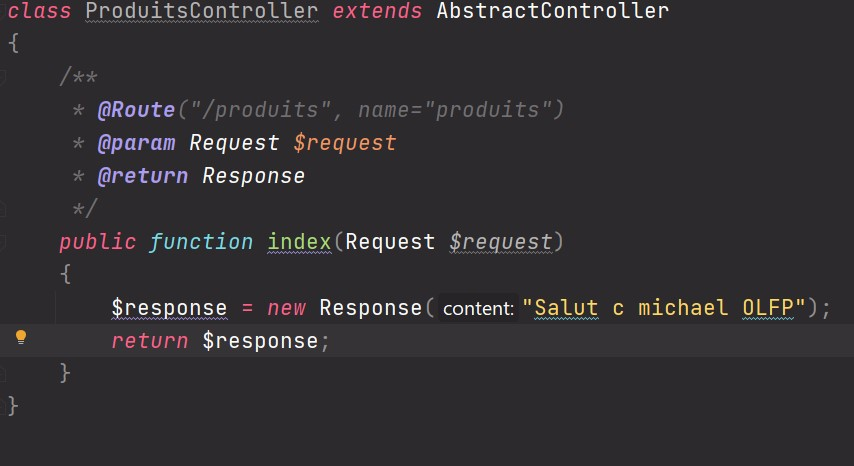 class ProduitsController extends AbstractController
{
    /**
     * @Route("/produits", name="produits")
     * @param Request $request
     * @return Response
     */
    public function index(Request $request)
    {
        $response = new Response( content: "Salut c michael OLFP");
        return $response;
    }
}